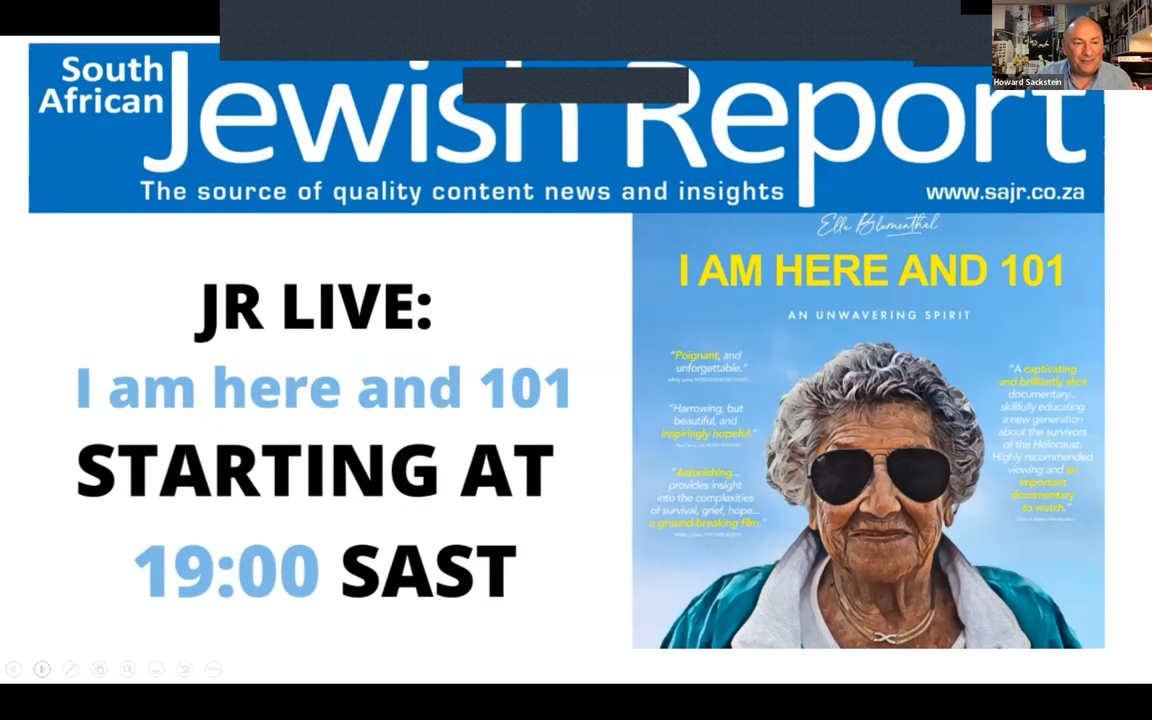 Howard Sackstein
South
African
Jewish Report
The source of quality content news and insights
www.sajr.co.za
JR LIVE:
I am here and 101
STARTING AT
19:00 SAST
Ella Blumenthal
I AM HERE AND 101
AN UNWAVERING SPIRIT
"Poignant, and
unforgettable."
"Harrowing, but
beautiful, and
inspiringly hopeful."
"Astonishing...
provides insight
into the complexities
of survival, grief, hope...
a ground-breaking film."
"A captivating
and brilliantly shot
documentary...
skillfully educating
a new generation
about the survivors
of the Holocaust.
Highly recommended
viewing and an
important
documentary
to watch."